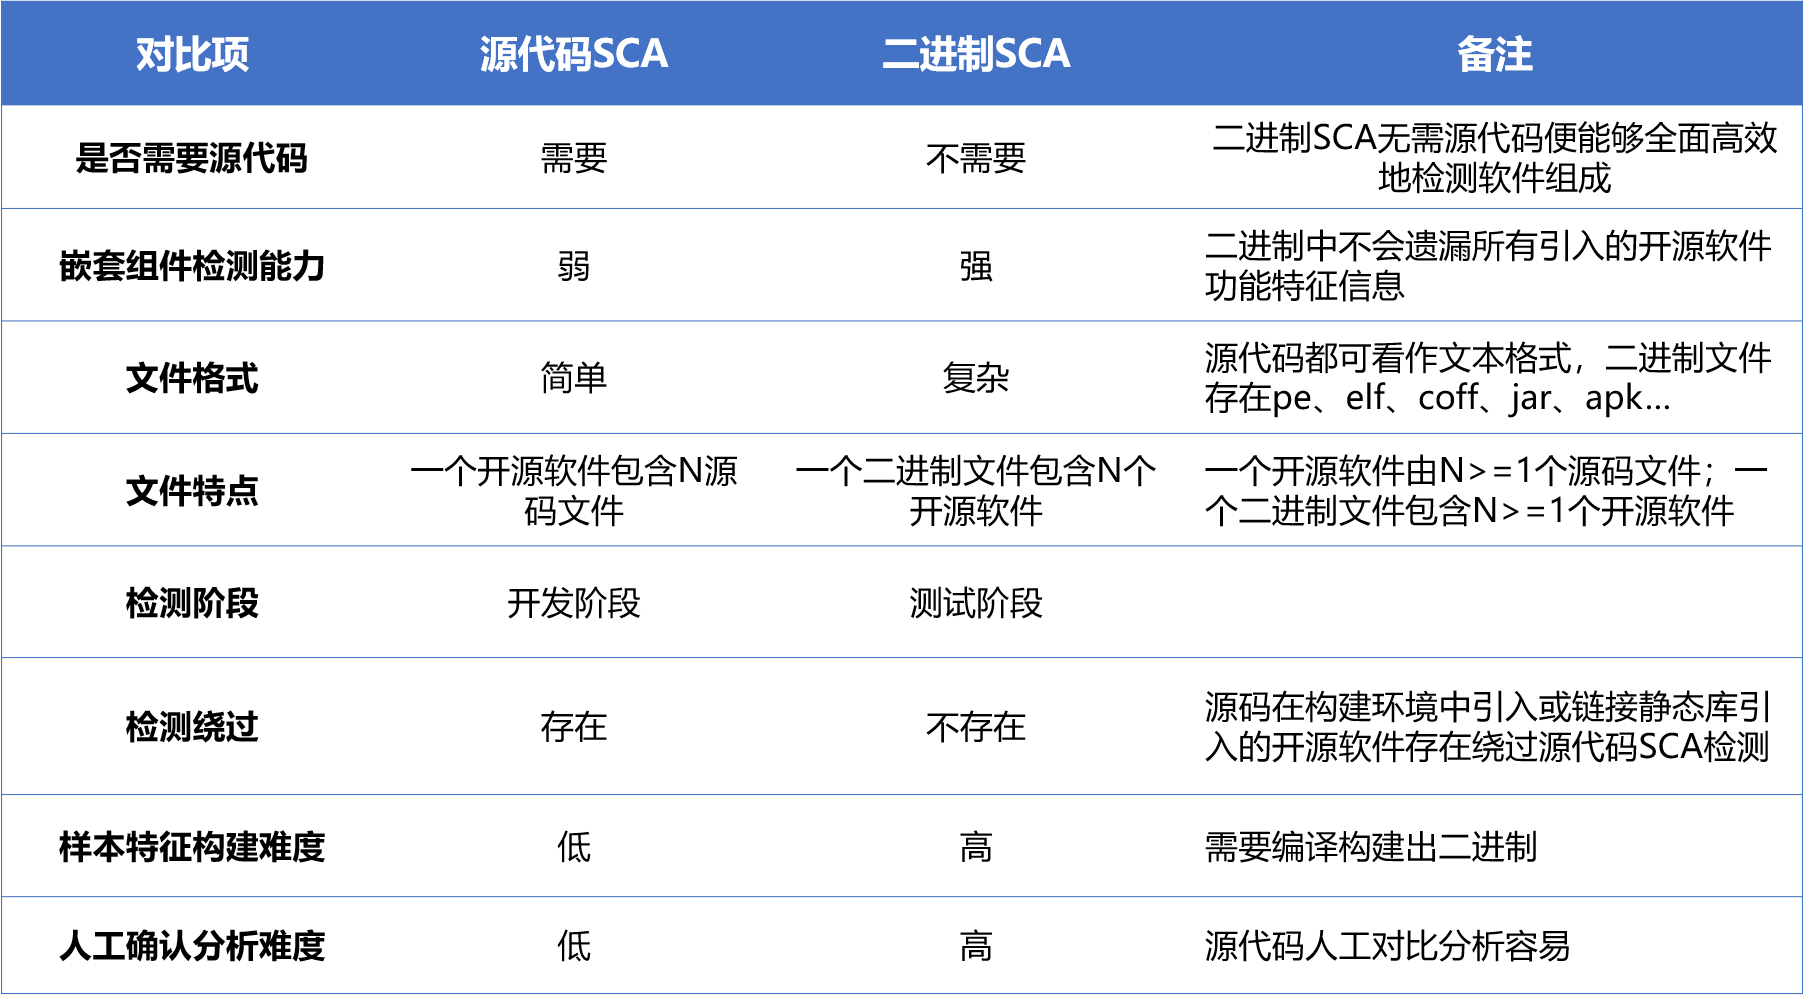 对比项 源代码SCA 二进制SCA 备注
是否需要源代码 需要 不需要 二进制SCA无需源代码便能够全面高效
地检测软件组成
嵌套组件检测能力 弱 强 二进制中不会遗漏所有引入的开源软件
功能特征信息
文件格式 简单 复杂 源代码都可看作文本格式，二进制文件
存在pe、elf、coff、jar、apk...
文件特点 一个开源软件包含N源 一个二进制文件包含N个 一个开源软件由N>=1个源码文件；一
码文件 开源软件 个二进制文件包含N>=1个开源软件
检测阶段 开发阶段 测试阶段
检测绕过 存在 不存在 源码在构建环境中引入或链接静态库引
入的开源软件存在绕过源代码SCA检测
样本特征构建难度 低 高 需要编译构建出二进制
人工确认分析难度 低 高 源代码人工对比分析容易